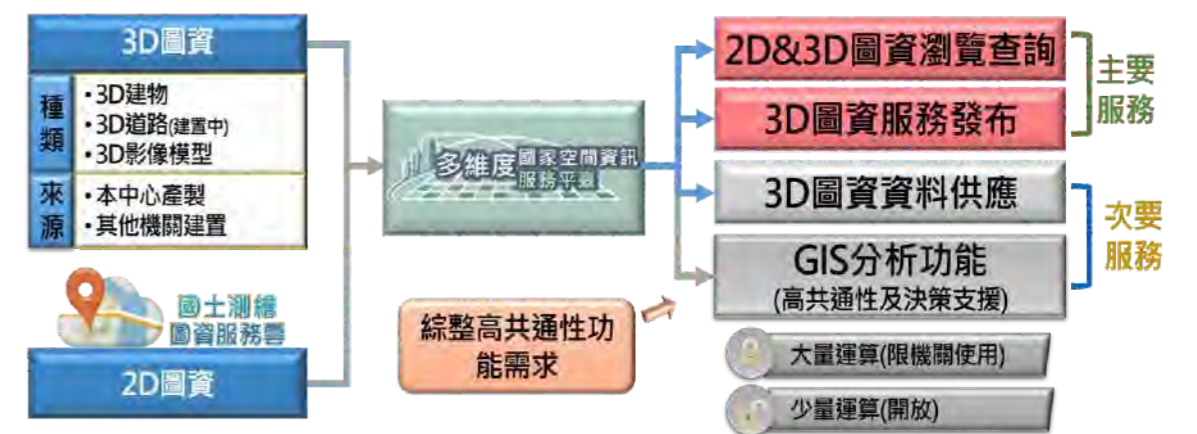 3D圖資
種類
・3D建物
・3D道路(建置中)
・3D影像模型
來源
・本中心產製
・其他機關建置
國土測繪
圖資服務雲
2D圖資
多維度國家空間資訊
服務平臺
綜整高共通性功
能需求
2D&3D圖資瀏覽查詢
3D圖資服務發布
主要
服務
3D圖資資料供應
GIS分析功能
(高共通性及決策支援)
次要
服務
大量運算(限機關使用)
少量運算(開放)